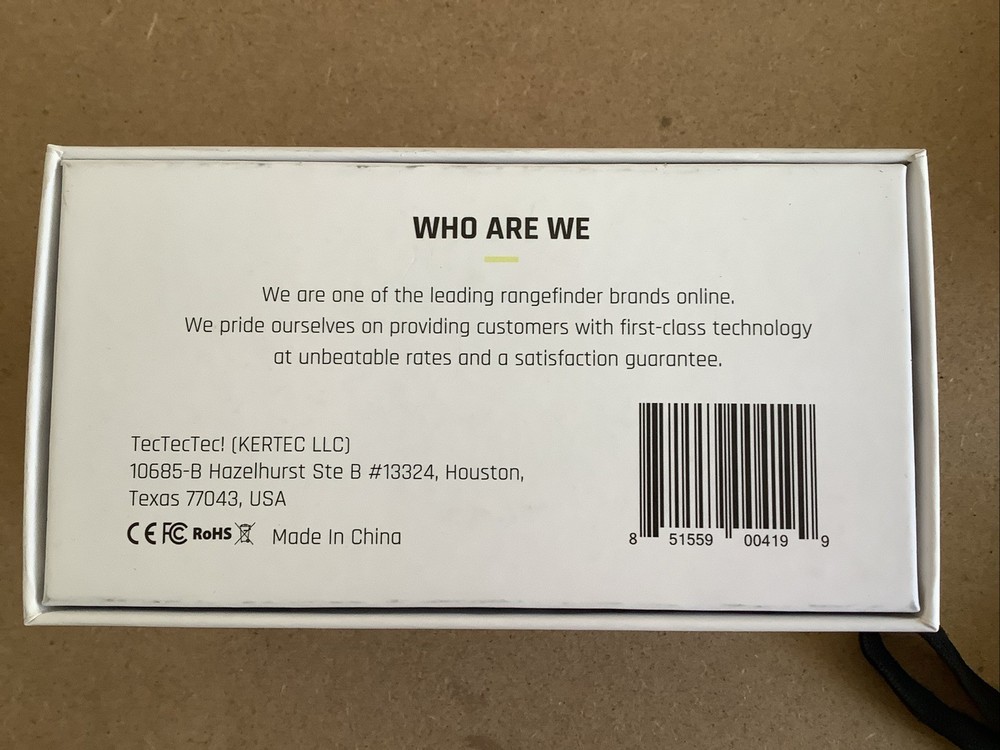 WHO ARE WE
We are one of the leading rangefinder brands online.
We pride ourselves on providing customers with first-class technology
at unbeatable rates and a satisfaction guarantee.
TecTecTec! (KERTEC LLC)
10685-B Hazelhurst Ste B #13324, Houston,
Texas 77043, USA
CE FC RoHS Made In China
8 51559 00419 9